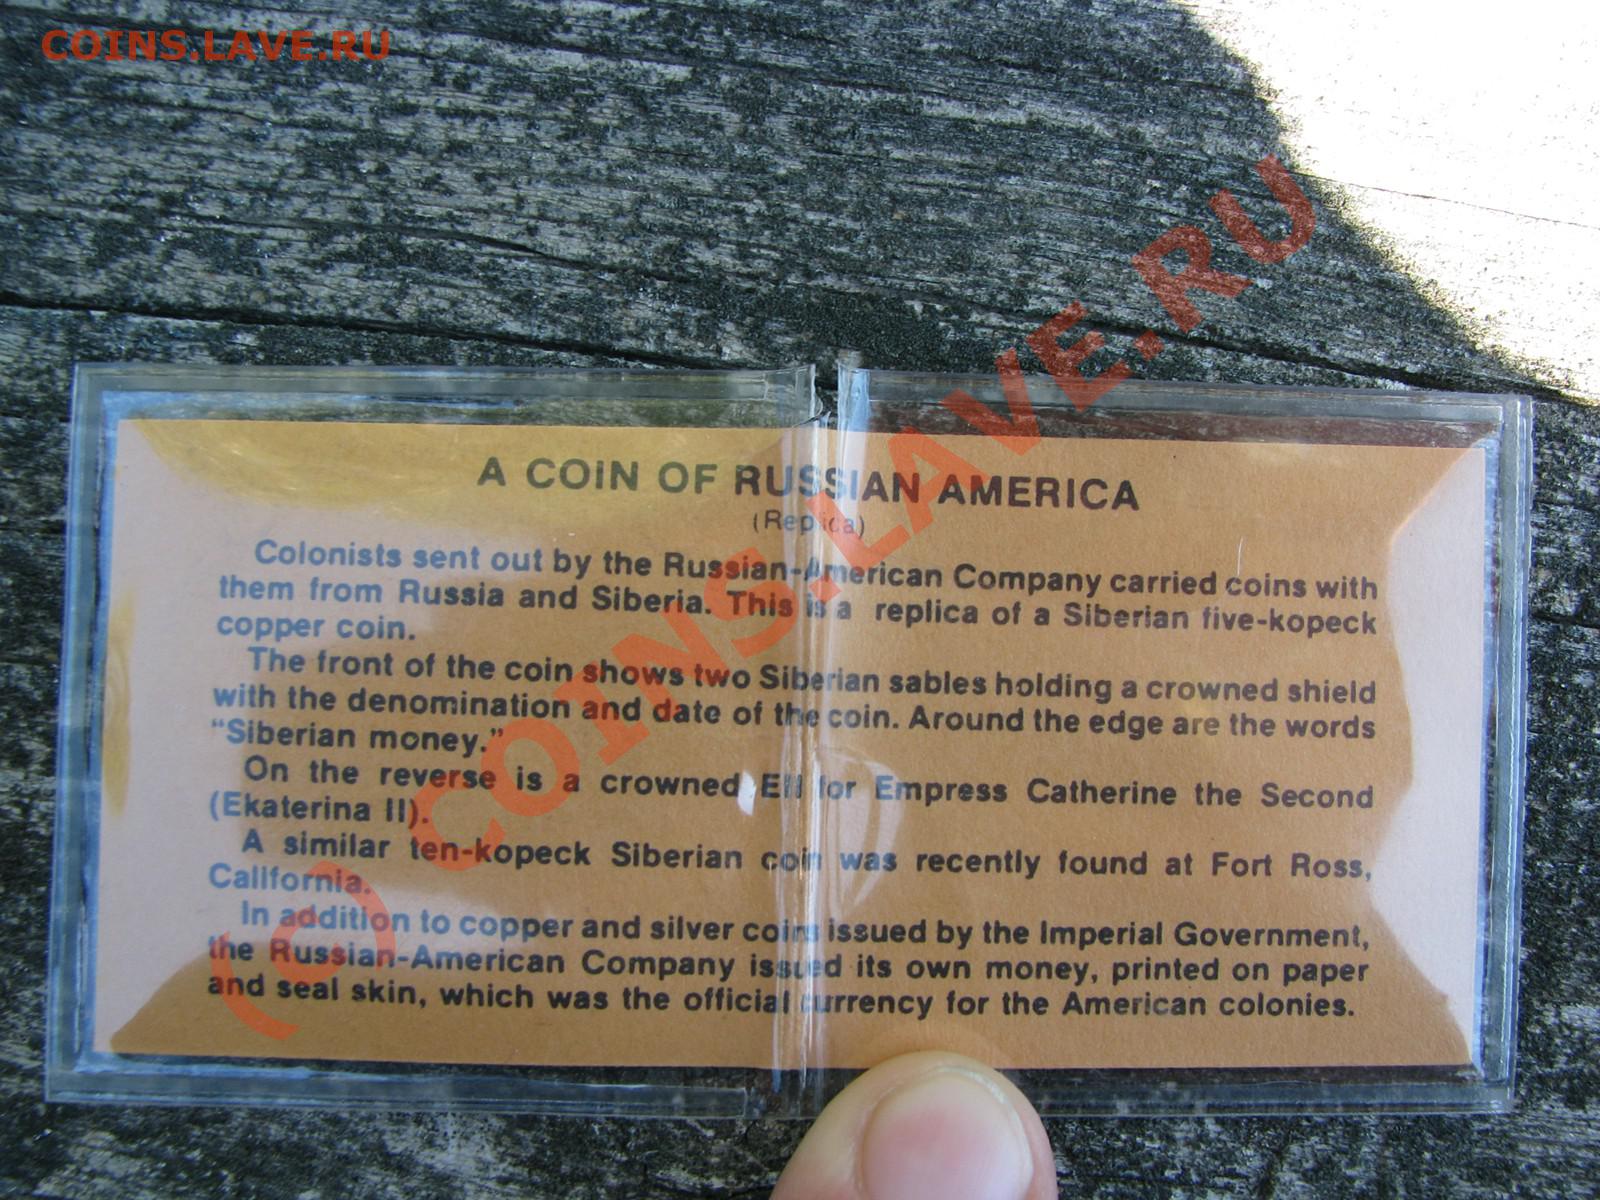 COINS.LAVE.RU
A COIN OF RUSSIAN AMERICA
(Replica)
Colonists sent out by the Russian-American Company carried coins with
them from Russia and Siberia. This is a replica of a Siberian five-kopeck
copper coin.
The front of the coin shows two Siberian sables holding a crowned shield
with the denomination and date of the coin. Around the edge are the words
“Siberian money.”
On the reverse is a crowned EII for Empress Catherine the Second
(Ekaterina II).
A similar ten-kopeck Siberian coin was recently found at Fort Ross,
California.
In addition to copper and silver coins issued by the Imperial Government,
the Russian-American Company issued its own money, printed on paper
and seal skin, which was the official currency for the American colonies.
(c) COINS.LAVE.RU